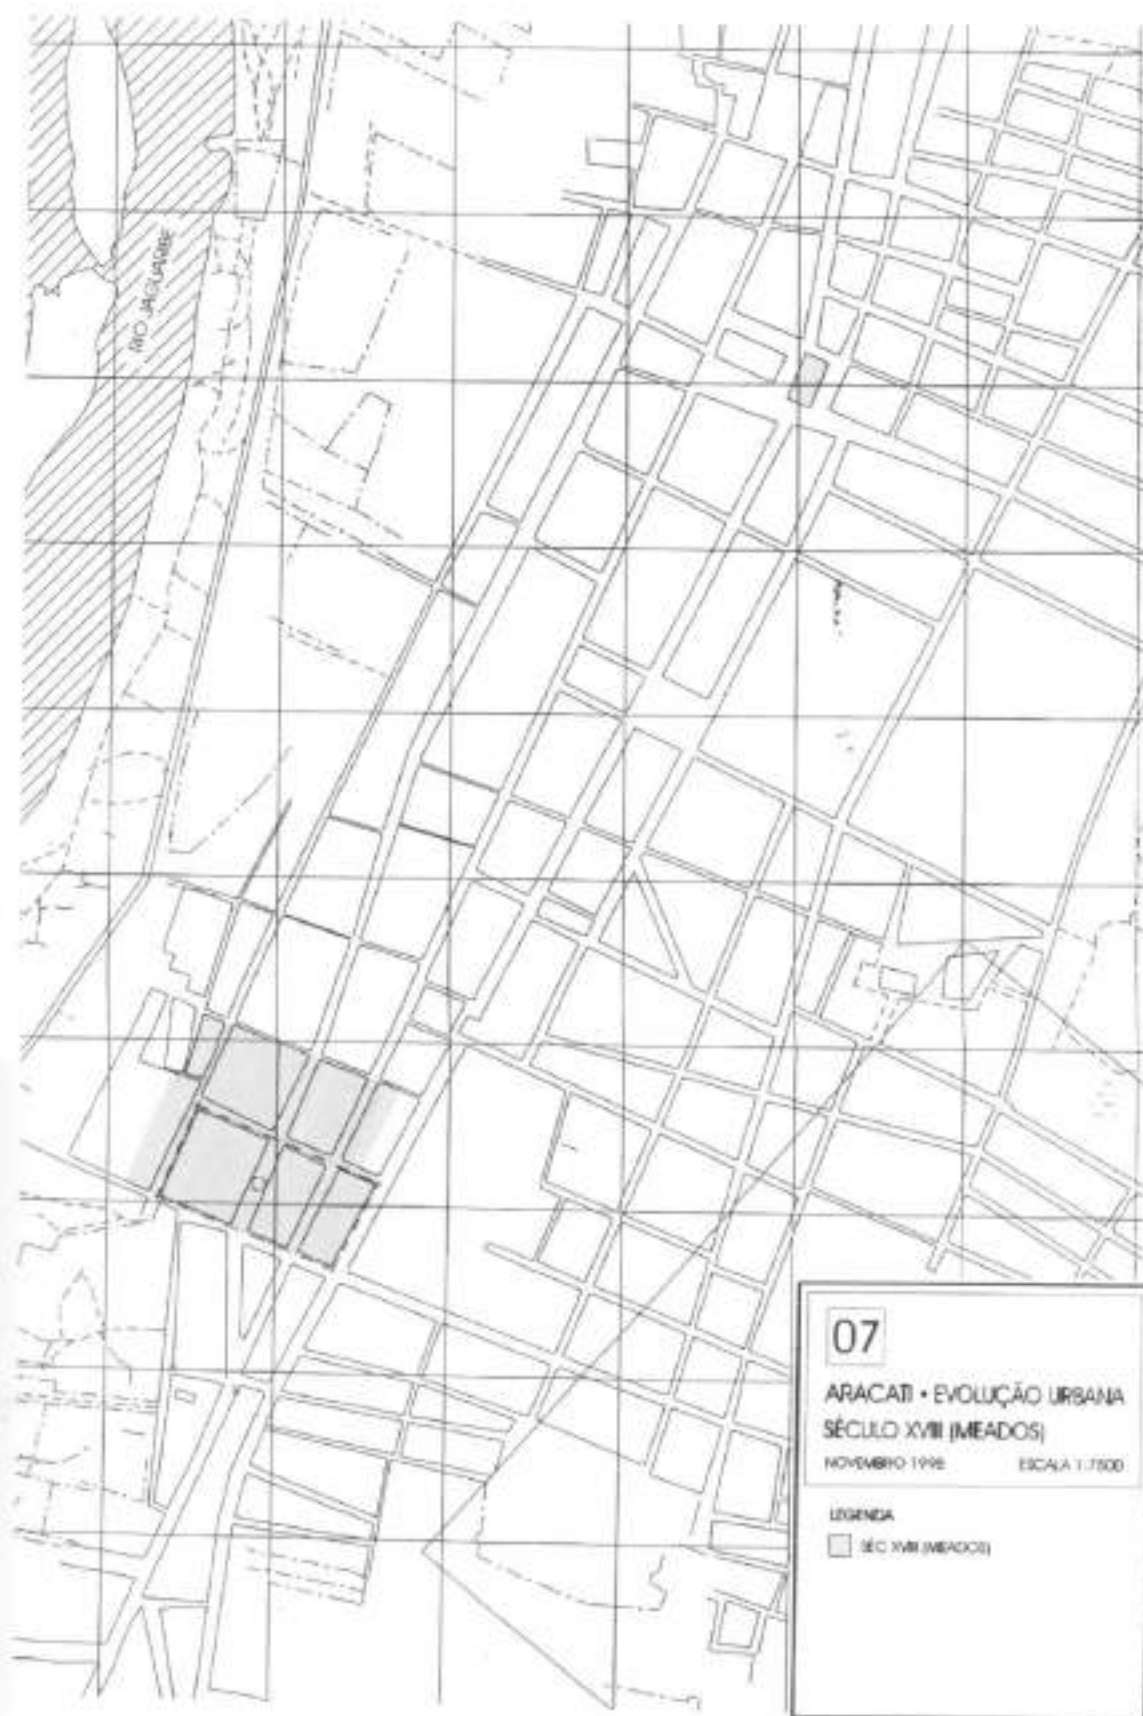 RIO JAGUARIBE
07
ARACATI • EVOLUÇÃO URBANA
SÉCULO XVIII (MEADOS)
NOVEMBRO 1998 ESCALA 1:7500
LEGENDA
SÉC XVIII (MEADOS)